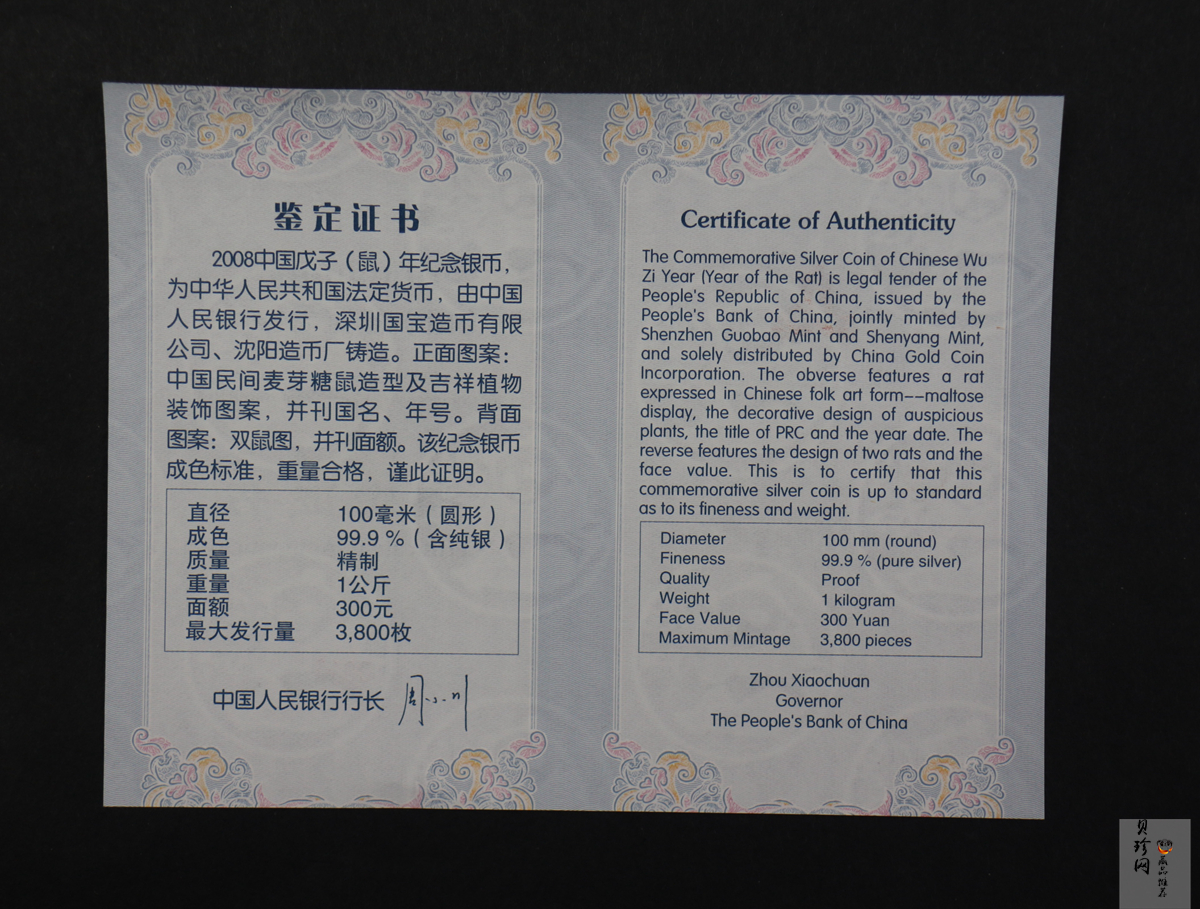 鉴定证书
2008中国戊子（鼠）年纪念银币，
为中华人民共和国法定货币，由中国
人民银行发行，深圳国宝造币有限
公司、沈阳造币厂铸造。正面图案：
中国民间麦芽糖鼠造型及吉祥植物
装饰图案，并刊国名、年号。背面
图案：双鼠图，并刊面额。该纪念银币
成色标准，重量合格，谨此证明。
直径 100毫米（圆形）
成色 99.9 %（含纯银）
质量 精制
重量 1公斤
面额 300元
最大发行量 3,800枚
中国人民银行行长 周小川
Certificate of Authenticity
The Commemorative Silver Coin of Chinese Wu
Zi Year (Year of the Rat) is legal tender of the
People's Republic of China, issued by the
People's Bank of China, jointly minted by
Shenzhen Guobao Mint and Shenyang Mint,
and solely distributed by China Gold Coin
Incorporation. The obverse features a rat
expressed in Chinese folk art form--maltose
display, the decorative design of auspicious
plants, the title of PRC and the year date. The
reverse features the design of two rats and the
face value. This is to certify that this
commemorative silver coin is up to standard
as to its fineness and weight.
Diameter 100 mm (round)
Fineness 99.9 % (pure silver)
Quality Proof
Weight 1 kilogram
Face Value 300 Yuan
Maximum Mintage 3,800 pieces
Zhou Xiaochuan
Governor
The People's Bank of China
贝珍网
藏品推荐